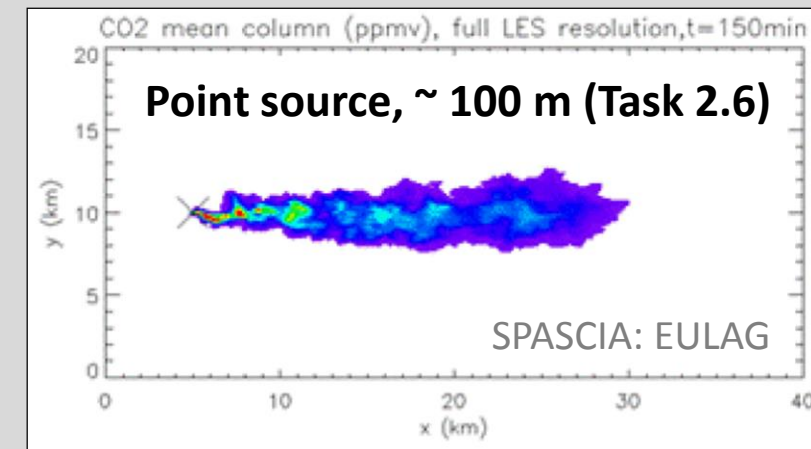 CO2 mean column (ppmv), full LES resolution,t=150min
20
Point source, ~ 100 m (Task 2.6)
15
y (km)
10
5
SPASCIA: EULAG
0
0 10 20 30 40
x (km)